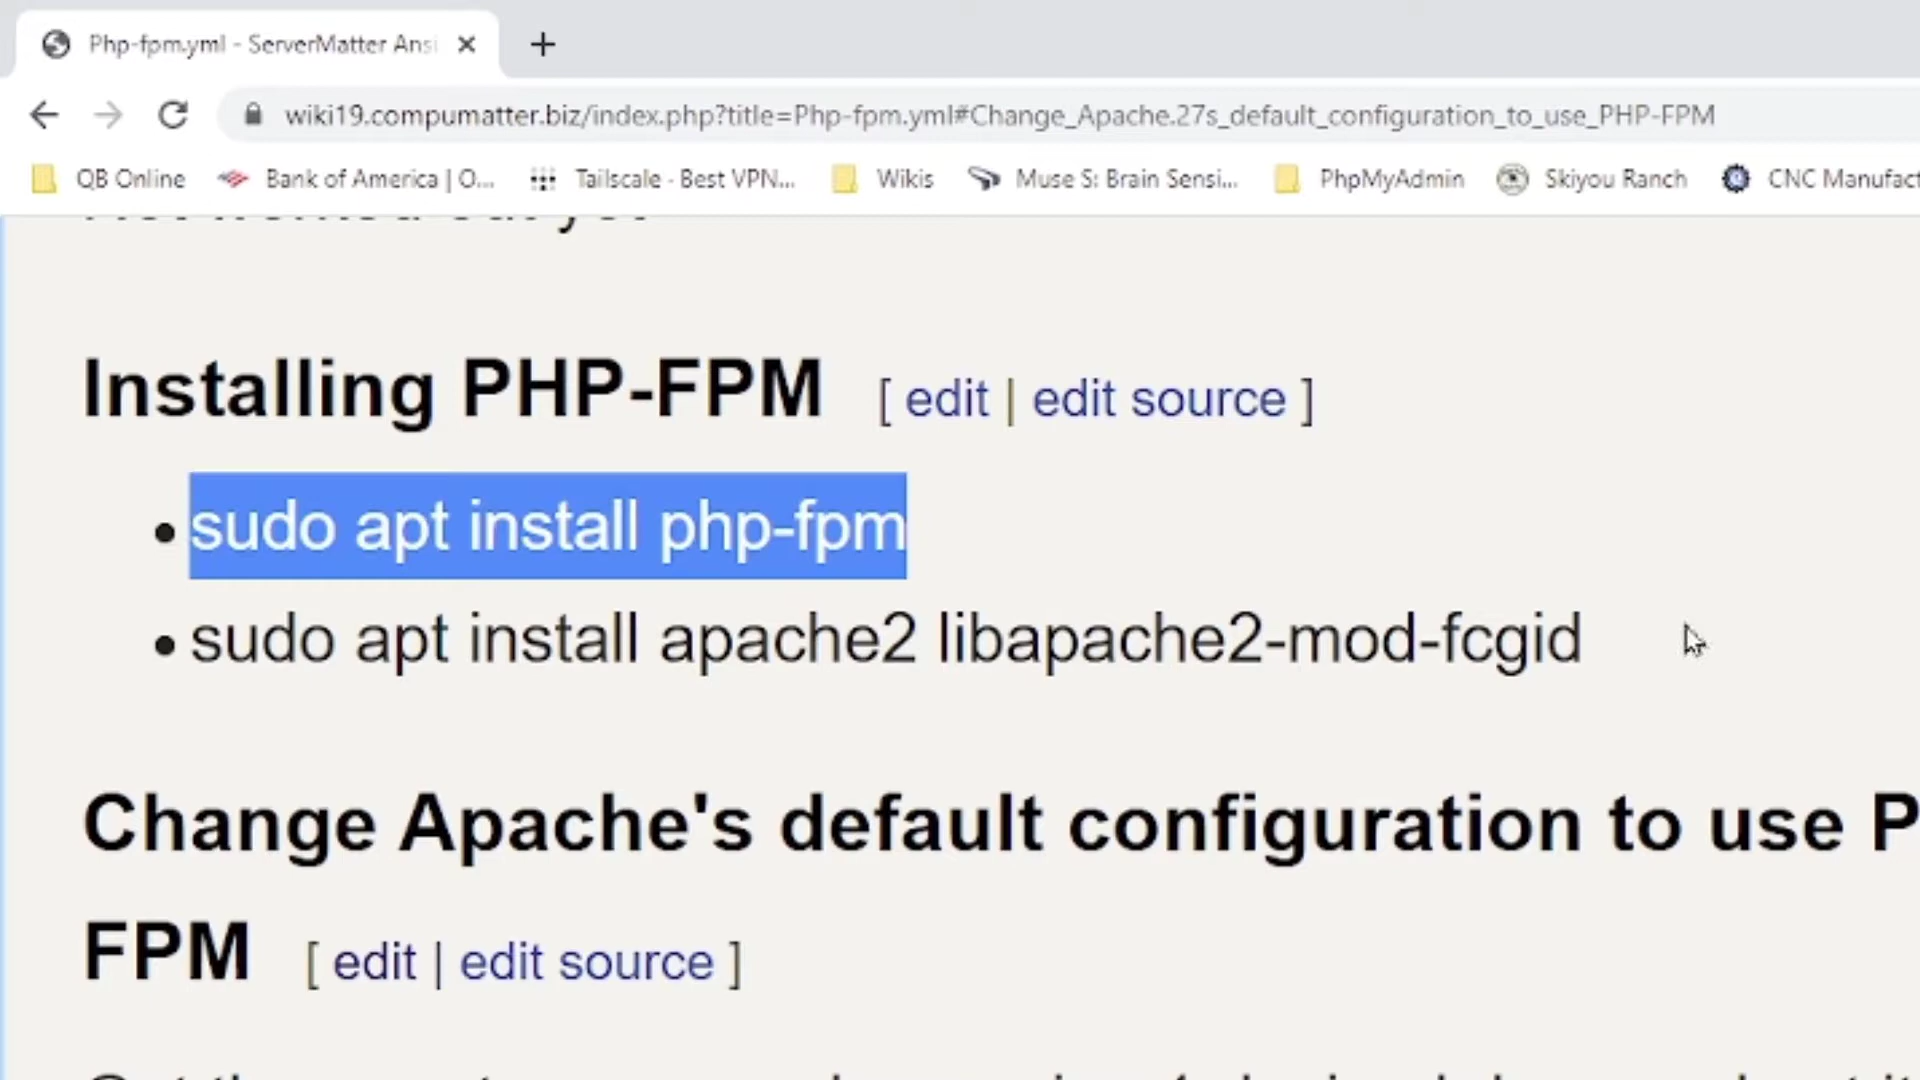 Php-fpm.yml - ServerMatter Ansi
wiki19.compumatter.biz/index.php?title=Php-fpm.yml#Change_Apache.27s_default_configuration_to_use_PHP-FPM
QB Online Bank of America | O... Tailscale - Best VPN... Wikis Muse S: Brain Sensi... PhpMyAdmin Skiyou Ranch CNC Manufact
Installing PHP-FPM [ edit | edit source ]
• sudo apt install php-fpm
• sudo apt install apache2 libapache2-mod-fcgid
Change Apache's default configuration to use P
FPM [ edit | edit source ]